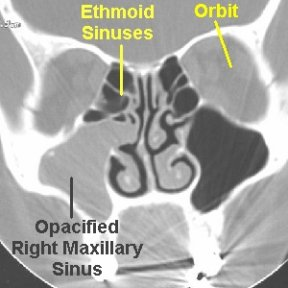 Ethmoid
Sinuses
Orbit
Opacified
Right Maxillary
Sinus